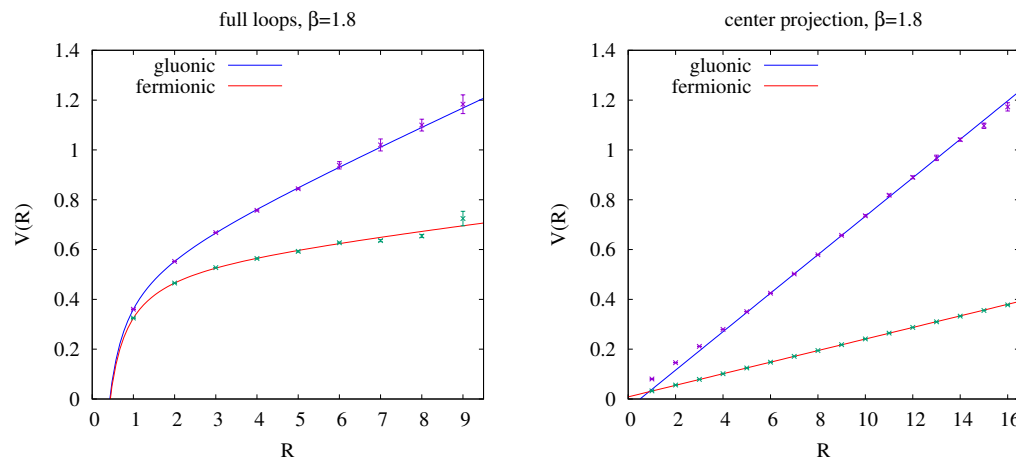 full loops, β=1.8
V(R)
1.4
1.2
1
0.8
0.6
0.4
0.2
0
gluonic
fermionic
0 1 2 3 4 5 6 7 8 9
R
center projection, β=1.8
V(R)
1.4
1.2
1
0.8
0.6
0.4
0.2
0
gluonic
fermionic
0 2 4 6 8 10 12 14 16
R